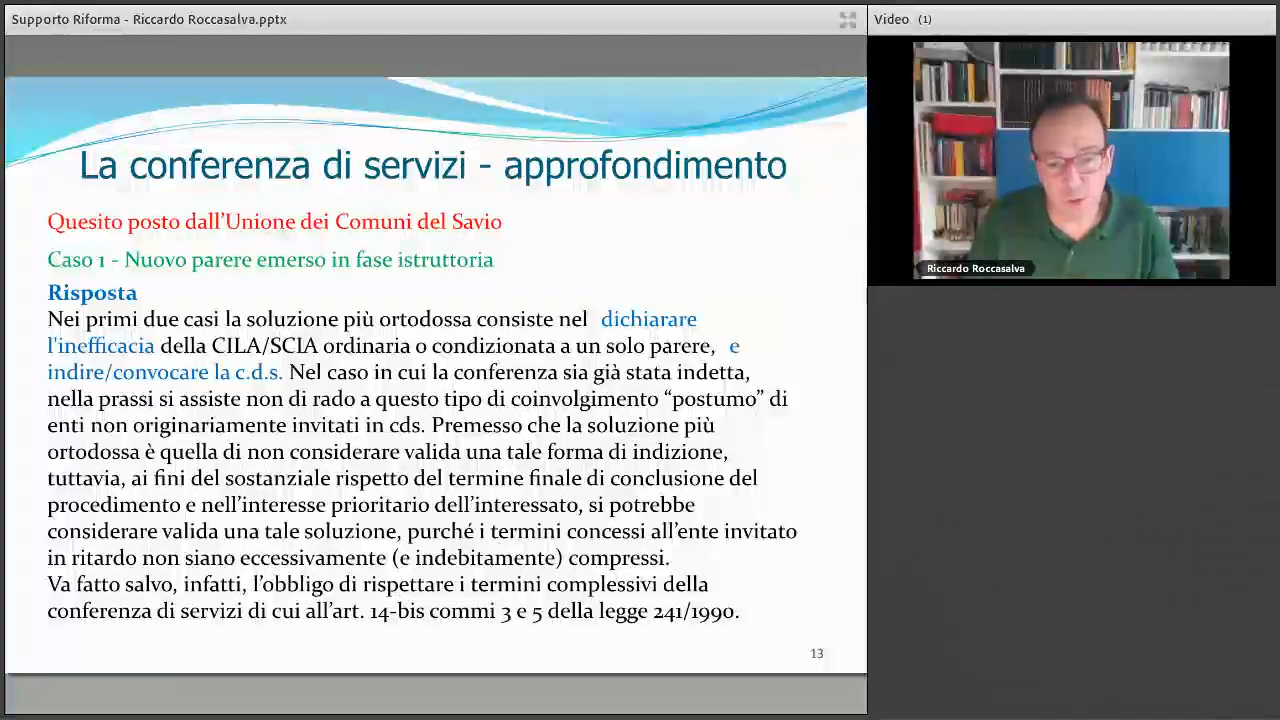 Supporto Riforma - Riccardo Roccasalva.pptx
Video (1)
La conferenza di servizi - approfondimento
Quesito posto dall'Unione dei Comuni del Savio
Caso 1 - Nuovo parere emerso in fase istruttoria
Risposta
Nei primi due casi la soluzione più ortodossa consiste nel dichiarare
l'inefficacia della CILA/SCIA ordinaria o condizionata a un solo parere, e
indire/convocare la c.d.s. Nel caso in cui la conferenza sia già stata indetta,
nella prassi si assiste non di rado a questo tipo di coinvolgimento “postumo” di
enti non originariamente invitati in cds. Premesso che la soluzione più
ortodossa è quella di non considerare valida una tale forma di indizione,
tuttavia, ai fini del sostanziale rispetto del termine finale di conclusione del
procedimento e nell’interesse prioritario dell’interessato, si potrebbe
considerare valida una tale soluzione, purché i termini concessi all’ente invitato
in ritardo non siano eccessivamente (e indebitamente) compressi.
Va fatto salvo, infatti, l’obbligo di rispettare i termini complessivi della
conferenza di servizi di cui all’art. 14-bis commi 3 e 5 della legge 241/1990.
13
Riccardo Roccasalva